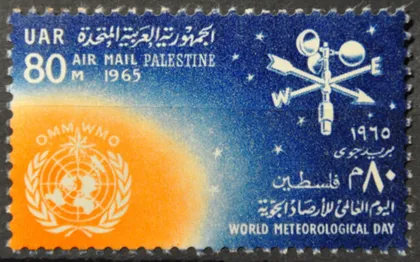 UAR الجمهورية العربية المتحدة
80 M AIR MAIL PALESTINE
1965
OMM WMO
W E
١٩٦٥
بريد جوى
٨٠ م فلسطين
اليوم العالمى للأرصاد الجوية
WORLD METEOROLOGICAL DAY